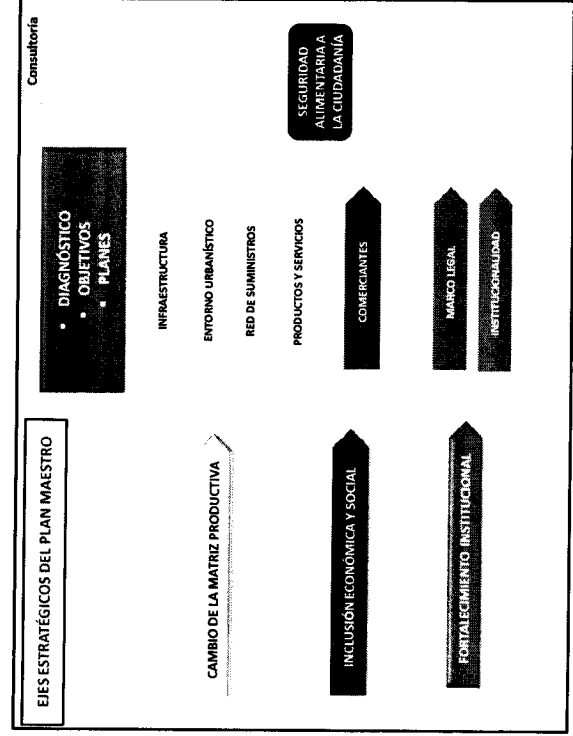 Consultoría
EJES ESTRATÉGICOS DEL PLAN MAESTRO
• DIAGNÓSTICO
• OBJETIVOS
• PLANES
CAMBIO DE LA MATRIZ PRODUCTIVA
INFRAESTRUCTURA
ENTORNO URBANÍSTICO
RED DE SUMINISTROS
PRODUCTOS Y SERVICIOS
INCLUSIÓN ECONÓMICA Y SOCIAL
COMERCIANTES
FORTALECIMIENTO INSTITUCIONAL
MARCO LEGAL
INSTITUCIONALIDAD
SEGURIDAD
ALIMENTARIA A
LA CIUDADANÍA